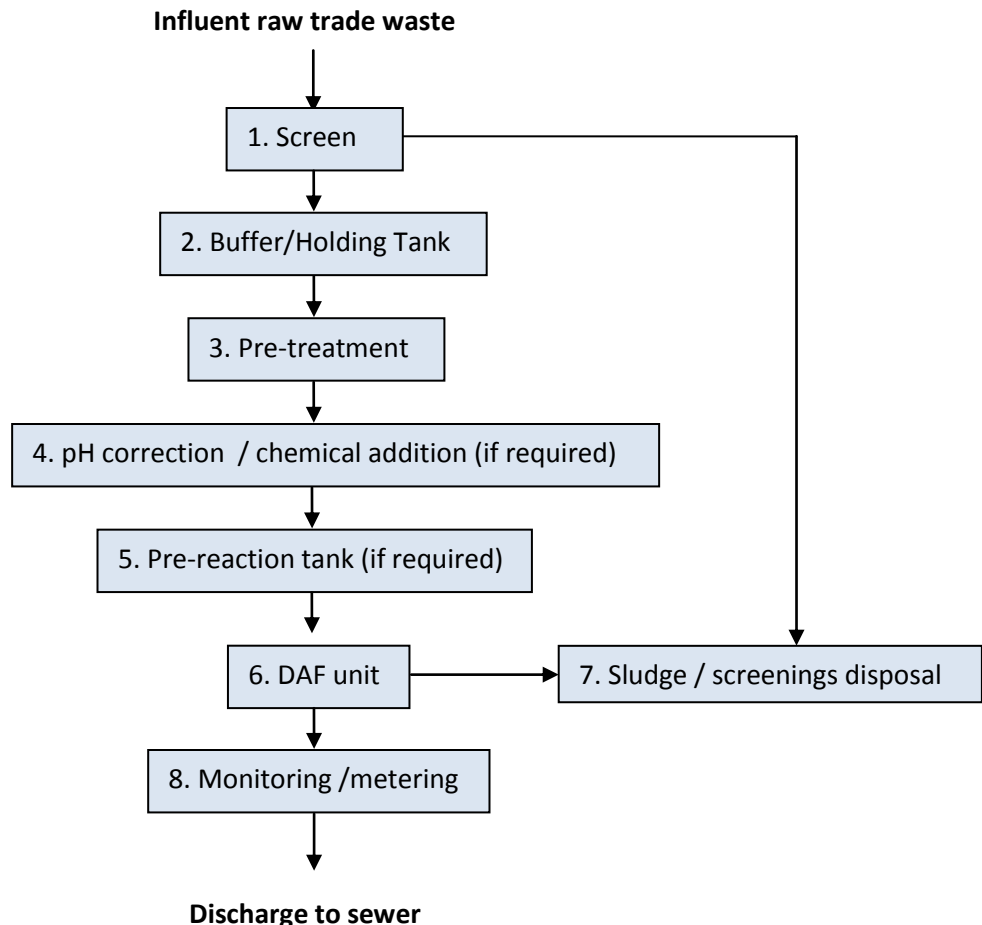 Influent raw trade waste
1. Screen
2. Buffer/Holding Tank
3. Pre-treatment
4. pH correction / chemical addition (if required)
5. Pre-reaction tank (if required)
6. DAF unit
7. Sludge / screenings disposal
8. Monitoring /metering
Discharge to sewer